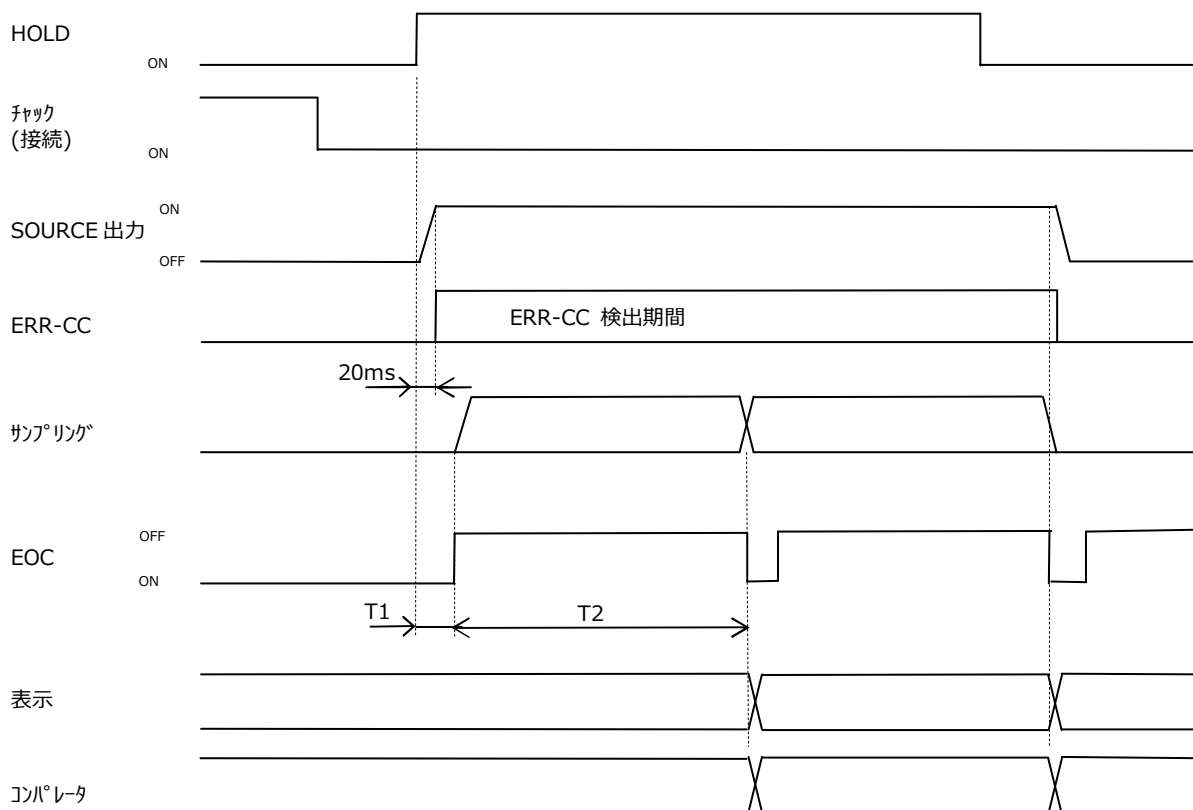 HOLD
ON
ﾁｬｯｸ
(接続)
ON
ON
SOURCE 出力
OFF
ERR-CC 検出期間
ERR-CC
20ms
ｻﾝﾌﾟﾘﾝｸﾞ
OFF
EOC
ON
T1
T2
表示
ｺﾝﾊﾟﾚｰﾀ